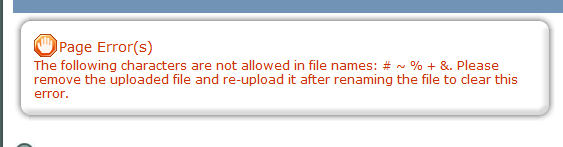 Page Error(s)
The following characters are not allowed in file names: # ~ % + &. Please
remove the uploaded file and re-upload it after renaming the file to clear this
error.